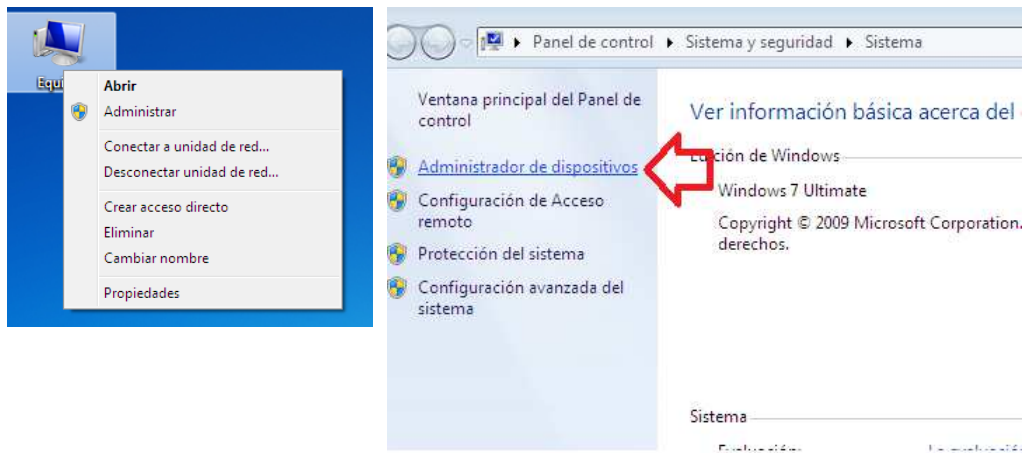 Abrir
Administrar
Conectar a unidad de red...
Desconectar unidad de red...
Crear acceso directo
Eliminar
Cambiar nombre
Propiedades
Panel de control Sistema y seguridad Sistema
Ventana principal del Panel de
control
Administrador de dispositivos
Configuración de Acceso
remoto
Protección del sistema
Configuración avanzada del
sistema
Ver información básica acerca del
Edición de Windows
Windows 7 Ultimate
Copyright © 2009 Microsoft Corporation.
derechos.
Sistema